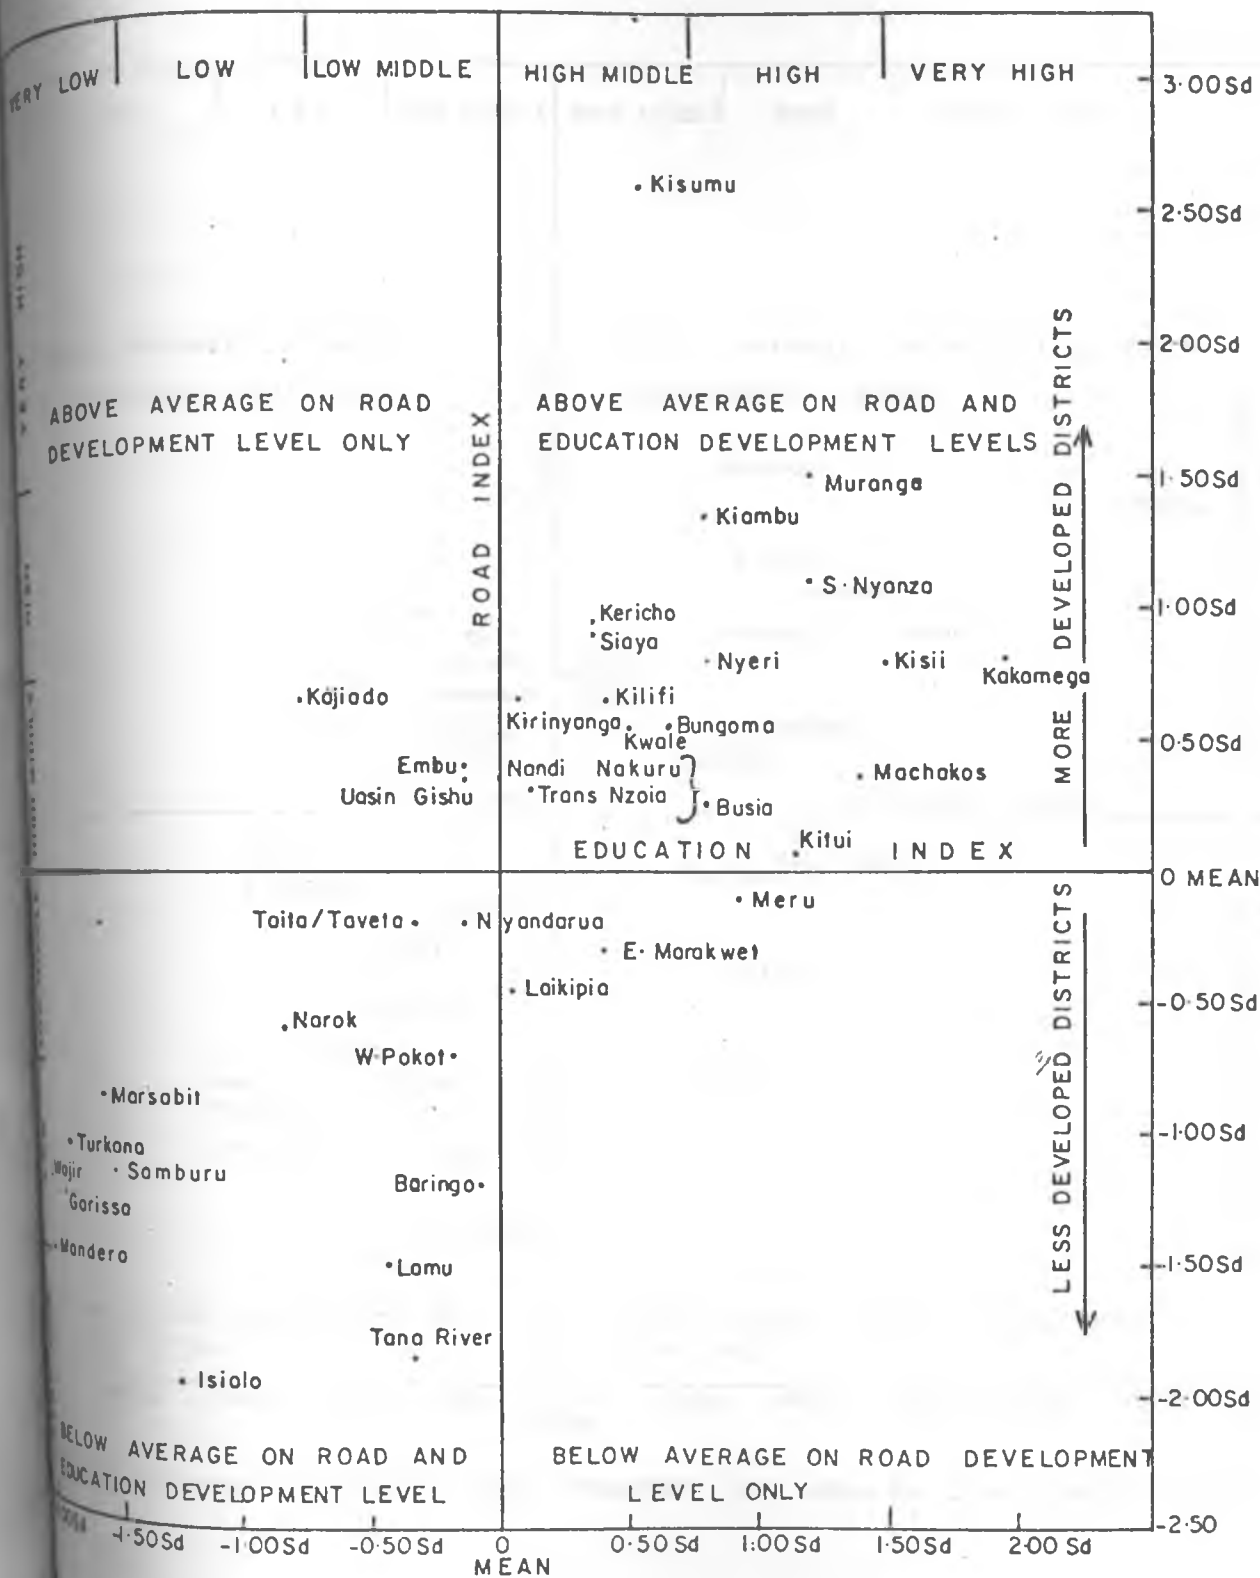 VERY LOW LOW LOW MIDDLE HIGH MIDDLE HIGH VERY HIGH
3·00Sd
Kisumu
2·50Sd
VERY HIGH
2·00Sd
ABOVE AVERAGE ON ROAD
DEVELOPMENT LEVEL ONLY
ROAD INDEX
ABOVE AVERAGE ON ROAD AND
EDUCATION DEVELOPMENT LEVELS
MORE DEVELOPED DISTRICTS
1·50Sd
Muranga
Kiambu
S·Nyanza
1·00Sd
Kericho
Siaya
Nyeri
Kisii
Kakamega
Kajiado
Kilifi
Kirinyanga
Bungoma
Kwale
0·50Sd
Embu
Nandi Nakuru
Machakos
Uasin Gishu
Trans Nzoia
Busia
Kitui
EDUCATION INDEX
0 MEAN
Meru
Taita/Taveta
Nyandarua
E· Marakwet
Laikipia
-0·50Sd
LESS DEVELOPED DISTRICTS
Narok
W·Pokot
Marsabit
-1·00Sd
Turkana
Wajir
Samburu
Baringo
Garissa
Mandera
Lamu
-1·50Sd
Tana River
Isiolo
-2·00Sd
BELOW AVERAGE ON ROAD AND
EDUCATION DEVELOPMENT LEVEL
BELOW AVERAGE ON ROAD DEVELOPMENT
LEVEL ONLY
-2·50
-1·50Sd -1·00Sd -0·50Sd 0 0·50Sd 1·00Sd 1·50Sd 2·00Sd
MEAN